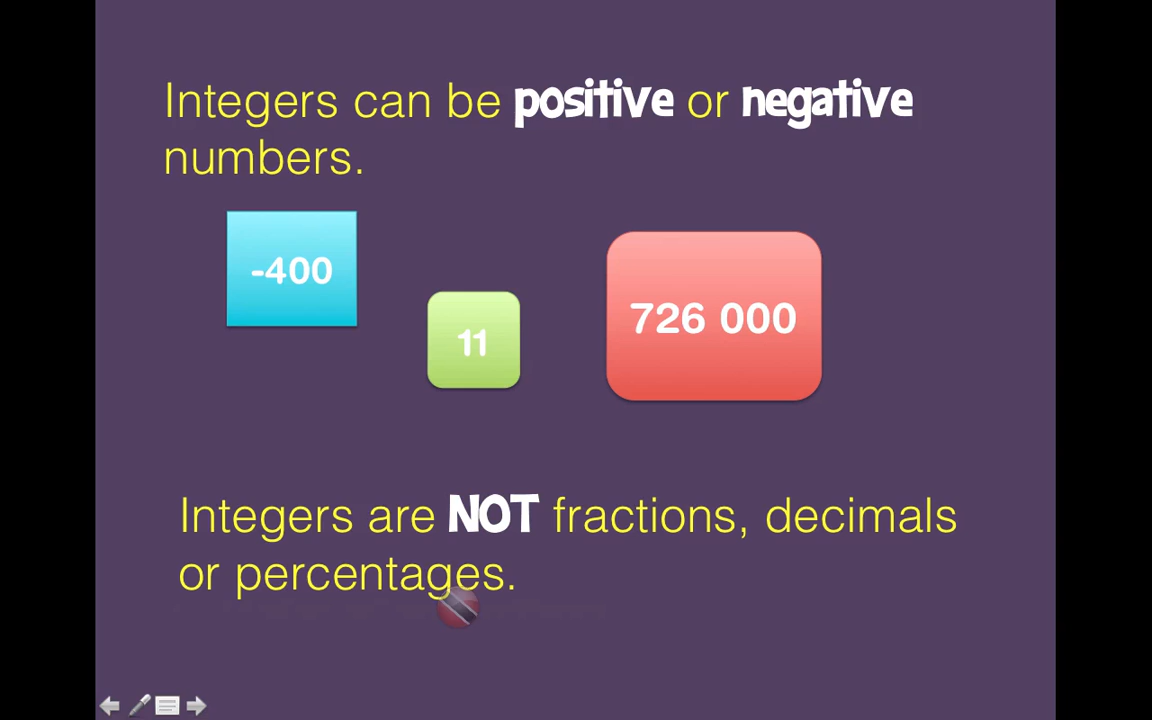 Integers can be positive or negative
numbers.
-400
11
726 000
Integers are NOT fractions, decimals
or percentages.